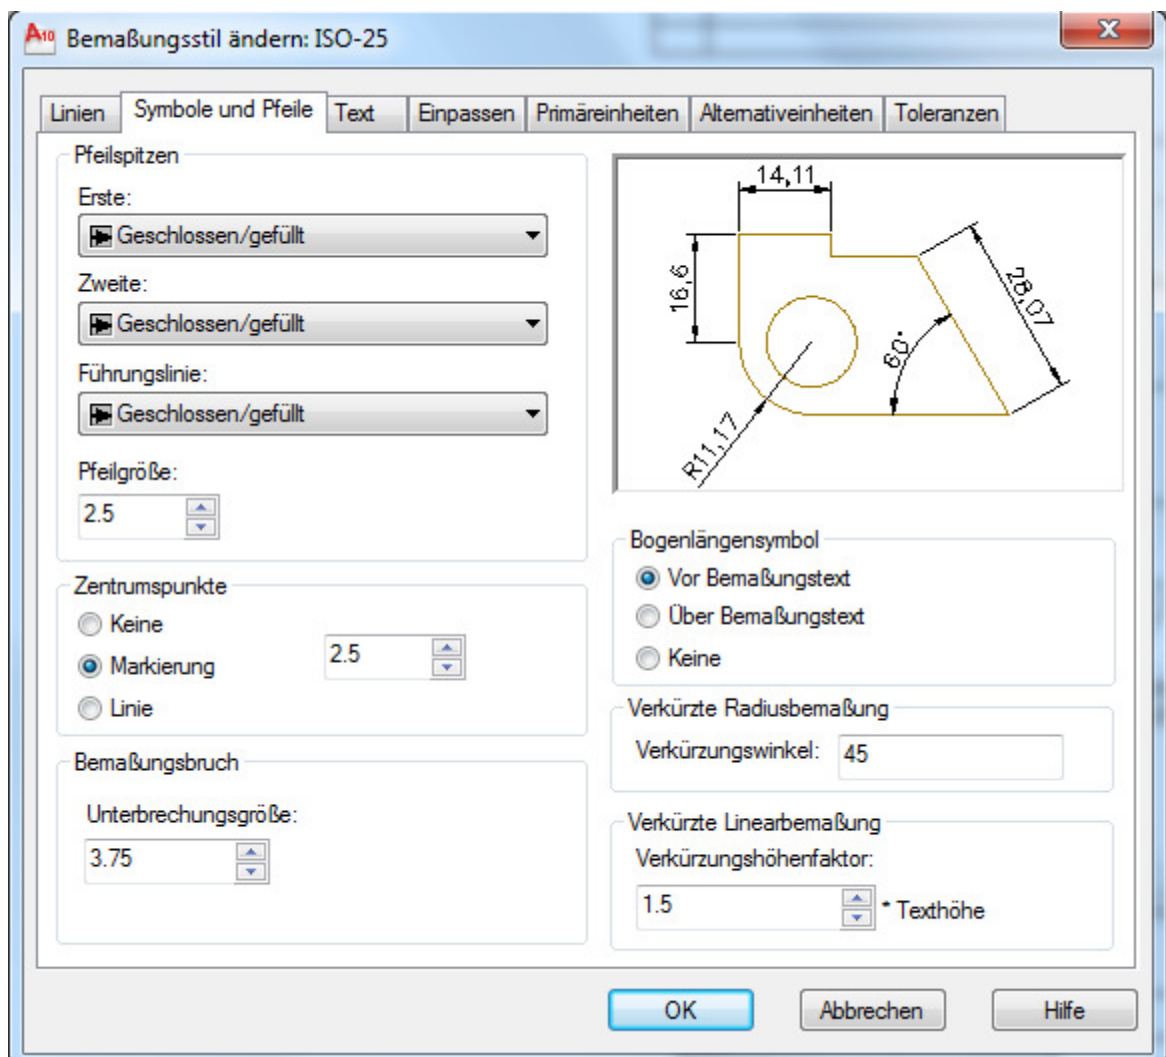 A10 Bemaßungsstil ändern: ISO-25
Linien Symbole und Pfeile Text Einpassen Primäreinheiten Alternativeinheiten Toleranzen
Pfeilspitzen
Erste:
Geschlossen/gefüllt
Zweite:
Geschlossen/gefüllt
Führungslinie:
Geschlossen/gefüllt
Pfeilgröße:
2.5
Zentrumspunkte
Keine
Markierung
2.5
Linie
Bemaßungsbruch
Unterbrechungsgröße:
3.75
14,11
16,6
28,07
60°
R11,17
Bogenlängensymbol
Vor Bemaßungstext
Über Bemaßungstext
Keine
Verkürzte Radiusbemaßung
Verkürzungswinkel: 45
Verkürzte Linearbemaßung
Verkürzungshöhenfaktor:
1.5 * Texthöhe
OK Abbrechen Hilfe